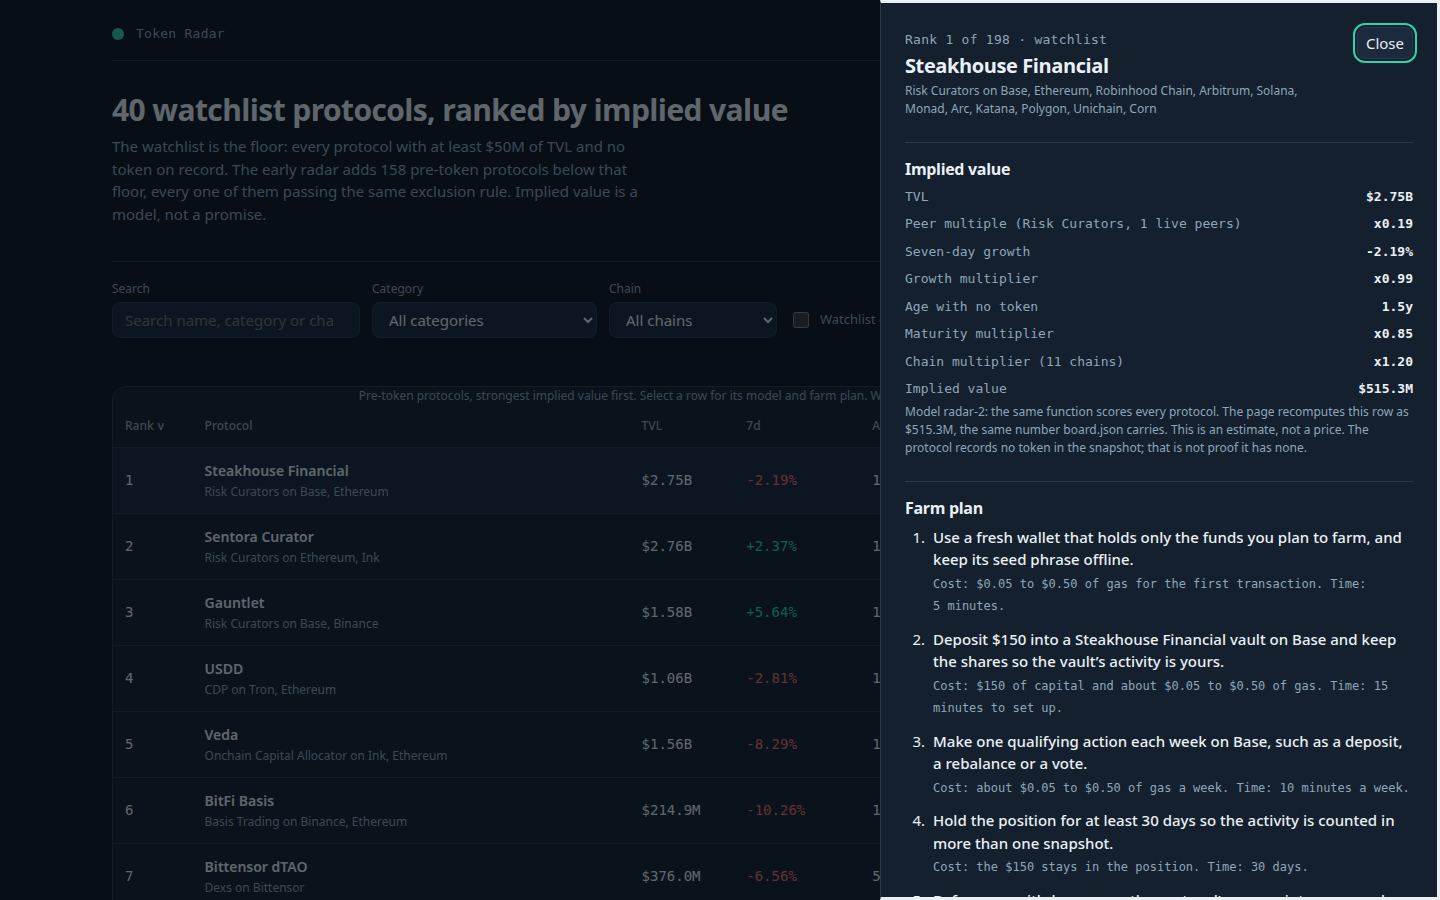 Token Radar
40 watchlist protocols, ranked by implied value
The watchlist is the floor: every protocol with at least $50M of TVL and no
token on record. The early radar adds 158 pre-token protocols below that
floor, every one of them passing the same exclusion rule. Implied value is a
model, not a promise.
Search
Category
Chain
Search name, category or cha
All categories
All chains
Watchlist
Pre-token protocols, strongest implied value first. Select a row for its model and farm plan. W
Rank v Protocol TVL 7d A
1 Steakhouse Financial $2.75B -2.19% 1
Risk Curators on Base, Ethereum
2 Sentora Curator $2.76B +2.37% 1
Risk Curators on Ethereum, Ink
3 Gauntlet $1.58B +5.64% 1
Risk Curators on Base, Binance
4 USDD $1.06B -2.81% 1
CDP on Tron, Ethereum
5 Veda $1.56B -8.29% 1
Onchain Capital Allocator on Ink, Ethereum
6 BitFi Basis $214.9M -10.26% 1
Basis Trading on Binance, Ethereum
7 Bittensor dTAO $376.0M -6.56% 5
Dexs on Bittensor
Rank 1 of 198 · watchlist
Close
Steakhouse Financial
Risk Curators on Base, Ethereum, Robinhood Chain, Arbitrum, Solana,
Monad, Arc, Katana, Polygon, Unichain, Corn
Implied value
TVL $2.75B
Peer multiple (Risk Curators, 1 live peers) x0.19
Seven-day growth -2.19%
Growth multiplier x0.99
Age with no token 1.5y
Maturity multiplier x0.85
Chain multiplier (11 chains) x1.20
Implied value $515.3M
Model radar-2: the same function scores every protocol. The page recomputes this row as
$515.3M, the same number board.json carries. This is an estimate, not a price. The
protocol records no token in the snapshot; that is not proof it has none.
Farm plan
1. Use a fresh wallet that holds only the funds you plan to farm, and
keep its seed phrase offline.
Cost: $0.05 to $0.50 of gas for the first transaction. Time:
5 minutes.
2. Deposit $150 into a Steakhouse Financial vault on Base and keep
the shares so the vault's activity is yours.
Cost: $150 of capital and about $0.05 to $0.50 of gas. Time: 15
minutes to set up.
3. Make one qualifying action each week on Base, such as a deposit,
a rebalance or a vote.
Cost: about $0.05 to $0.50 of gas a week. Time: 10 minutes a week.
4. Hold the position for at least 30 days so the activity is counted in
more than one snapshot.
Cost: the $150 stays in the position. Time: 30 days.